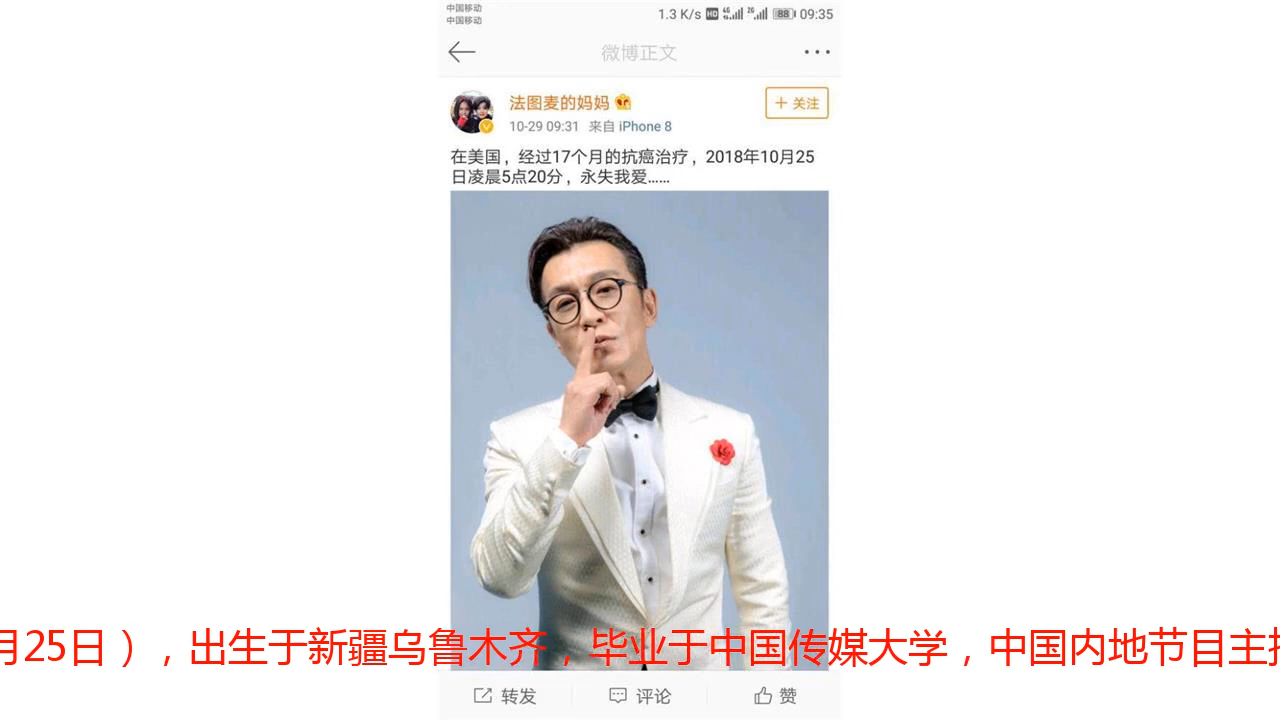 中国移动
中国移动
1.3 K/s HD 4G 2G 88 09:35
微博正文
法图麦的妈妈
+ 关注
10-29 09:31 来自 iPhone 8
在美国，经过17个月的抗癌治疗，2018年10月25
日凌晨5点20分，永失我爱……
月25日），出生于新疆乌鲁木齐，毕业于中国传媒大学，中国内地节目主持
转发 评论 赞